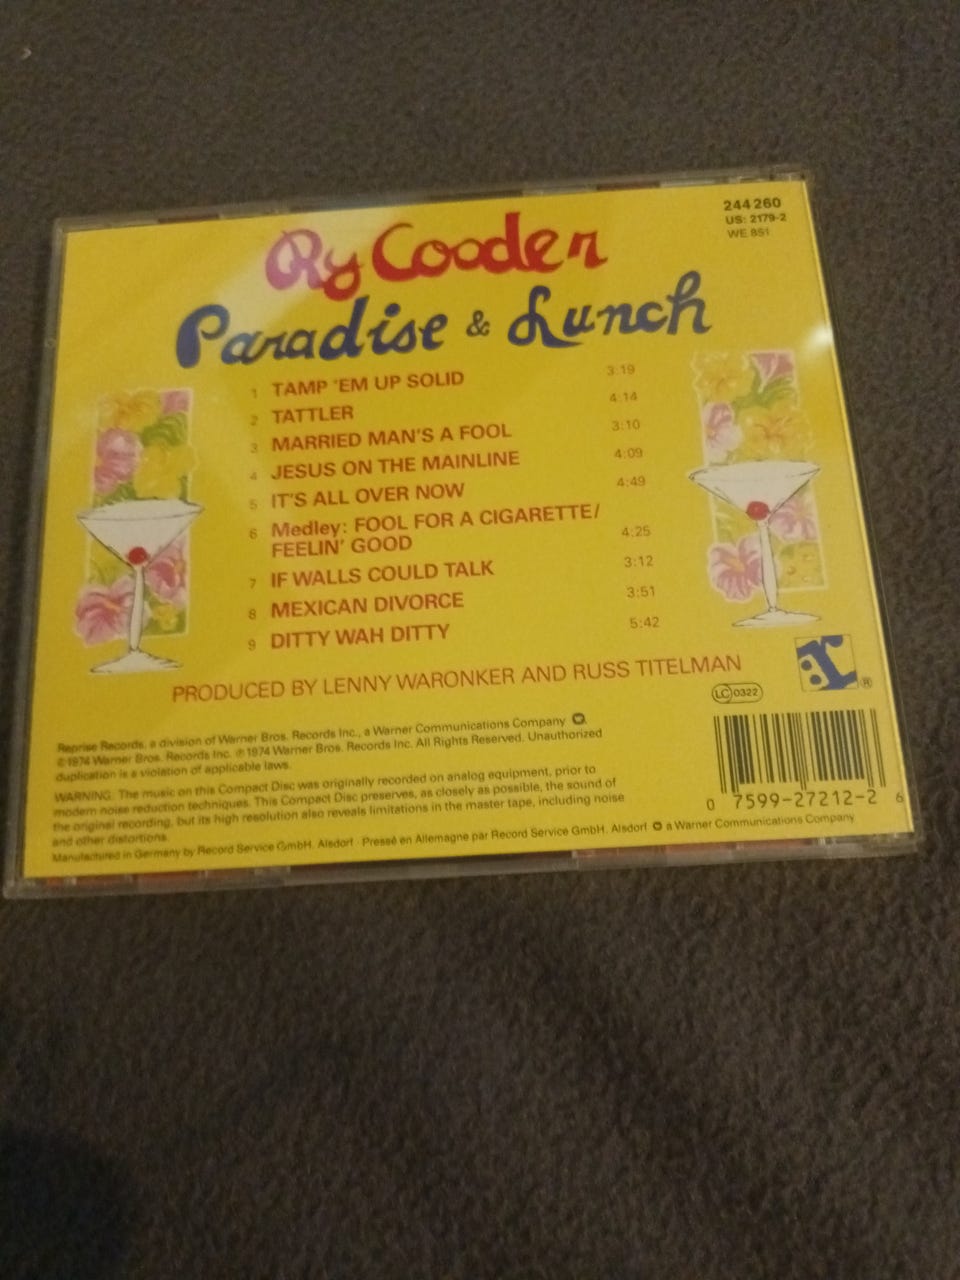 244 260
US: 2179-2
WE 851
Ry Cooder
Paradise & Lunch
1 TAMP 'EM UP SOLID 3:19
2 TATTLER 4:14
3 MARRIED MAN'S A FOOL 3:10
4 JESUS ON THE MAINLINE 4:09
5 IT'S ALL OVER NOW 4:49
6 Medley: FOOL FOR A CIGARETTE/
FEELIN' GOOD 4:25
7 IF WALLS COULD TALK 3:12
8 MEXICAN DIVORCE 3:51
9 DITTY WAH DITTY 5:42
PRODUCED BY LENNY WARONKER AND RUSS TITELMAN
LC 0322
r ®
Reprise Records, a division of Warner Bros. Records Inc., a Warner Communications Company
©1974 Warner Bros. Records Inc. ℗1974 Warner Bros. Records Inc. All Rights Reserved. Unauthorized
duplication is a violation of applicable laws.
WARNING: The music on this Compact Disc was originally recorded on analog equipment, prior to
modern noise reduction techniques. This Compact Disc preserves, as closely as possible, the sound of
the original recording, but its high resolution also reveals limitations in the master tape, including noise
and other distortions.
Manufactured in Germany by Record Service GmbH. Alsdorf · Pressé en Allemagne par Record Service GmbH. Alsdorf a Warner Communications Company
0 7599-27212-2 6